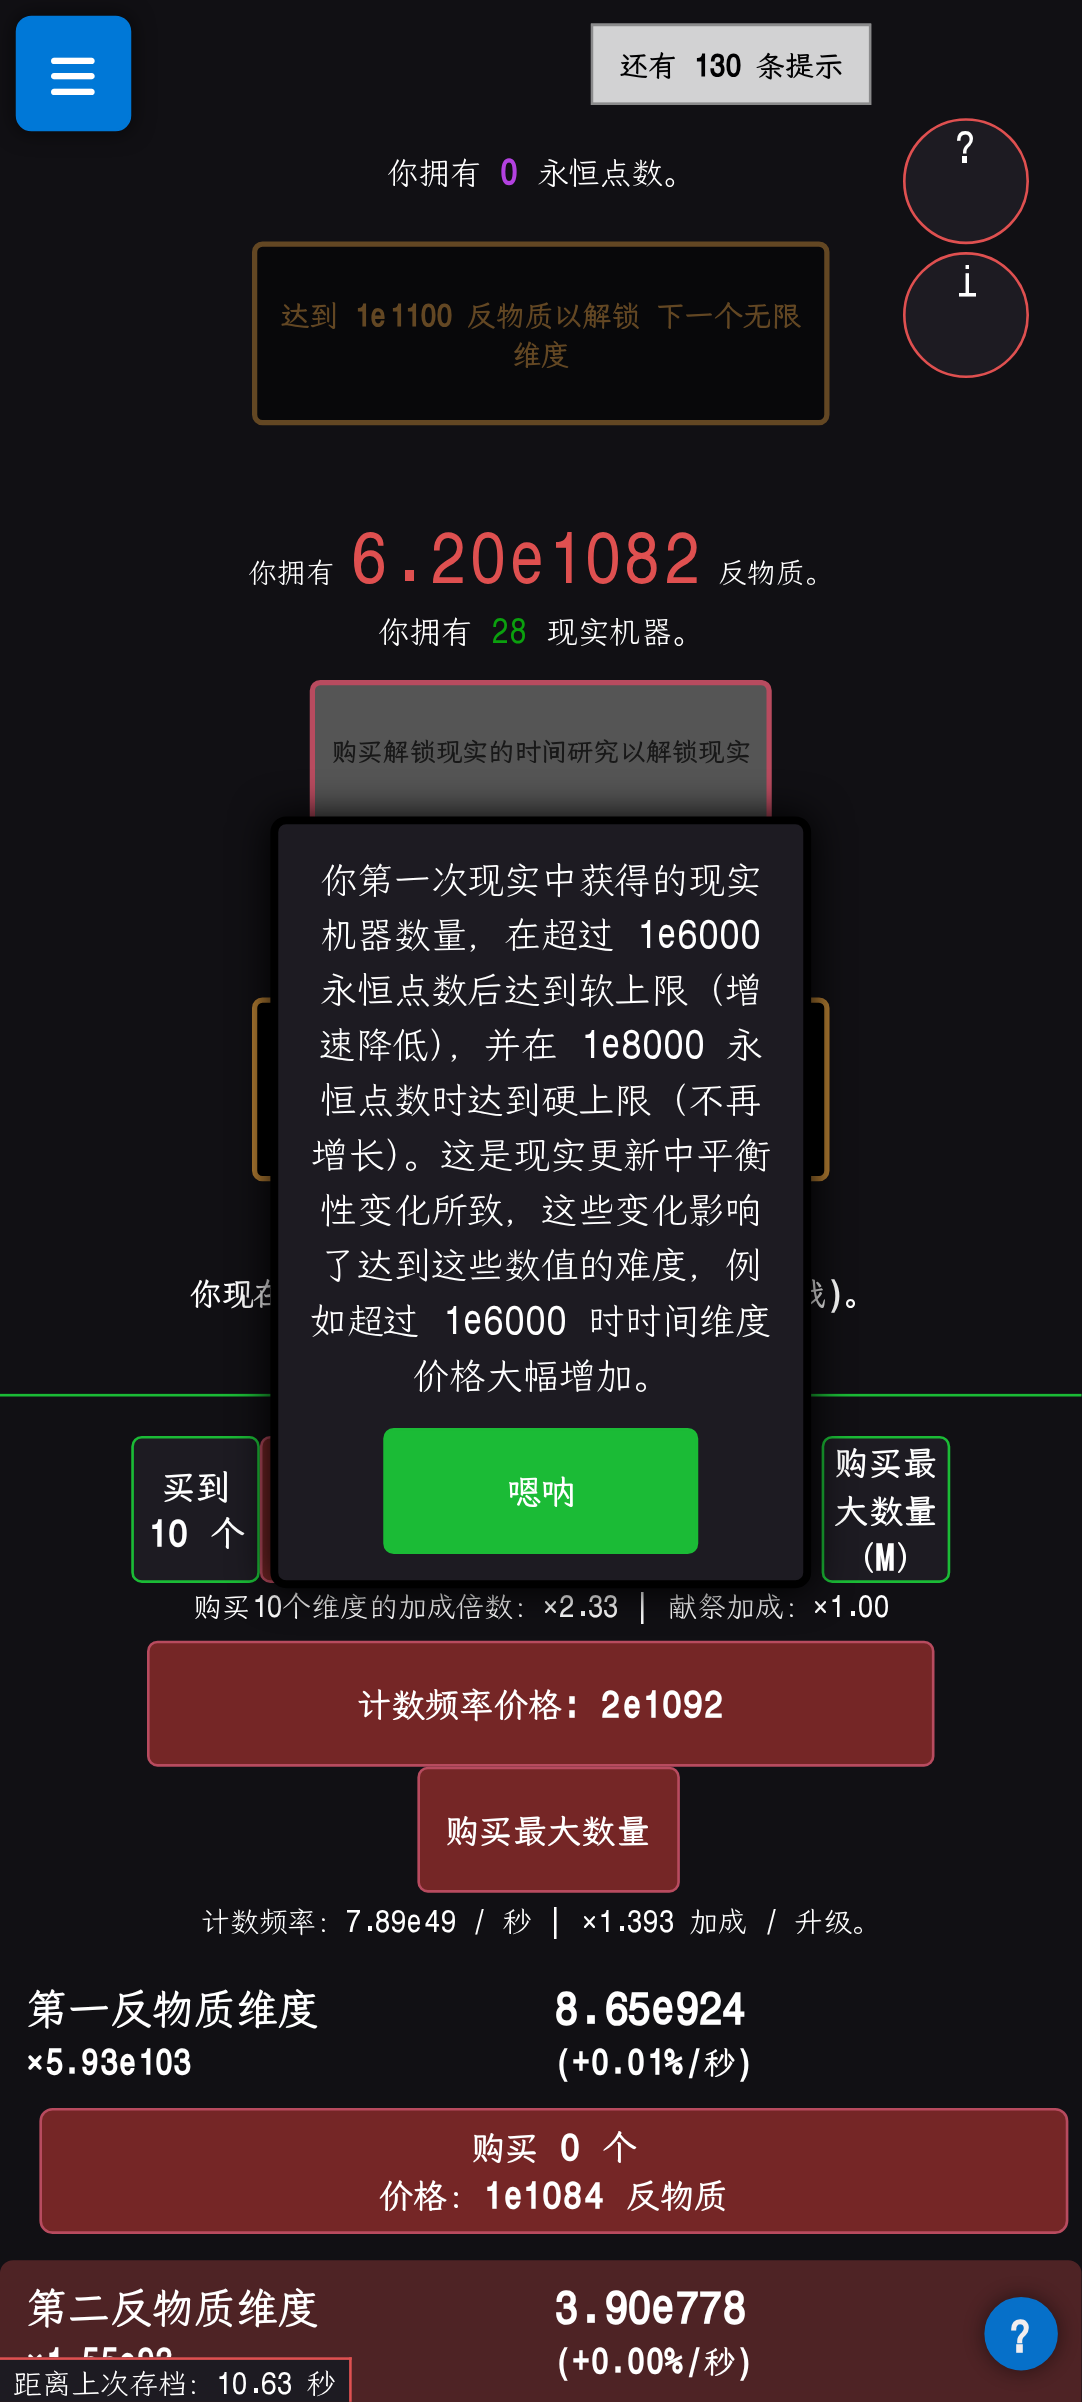 还有 130 条提示
?
i
你拥有 0 永恒点数。
达到 1e1100 反物质以解锁 下一个无限
维度
你拥有 6.20e1082 反物质。
你拥有 28 现实机器。
购买解锁现实的时间研究以解锁现实
你第一次现实中获得的现实
机器数量，在超过 1e6000
永恒点数后达到软上限（增
速降低），并在 1e8000 永
恒点数时达到硬上限（不再
增长）。这是现实更新中平衡
性变化所致，这些变化影响
了达到这些数值的难度，例
如超过 1e6000 时时间维度
价格大幅增加。
嗯呐
你现在 )。
买到
10 个
购买最
大数量
(M)
购买10个维度的加成倍数：×2.33 | 献祭加成：×1.00
计数频率价格：2e1092
购买最大数量
计数频率：7.89e49 / 秒 | ×1.393 加成 / 升级。
第一反物质维度 8.65e924
×5.93e103 (+0.01%/秒)
购买 0 个
价格：1e1084 反物质
第二反物质维度 3.90e778
(+0.00%/秒)
?
距离上次存档：10.63 秒